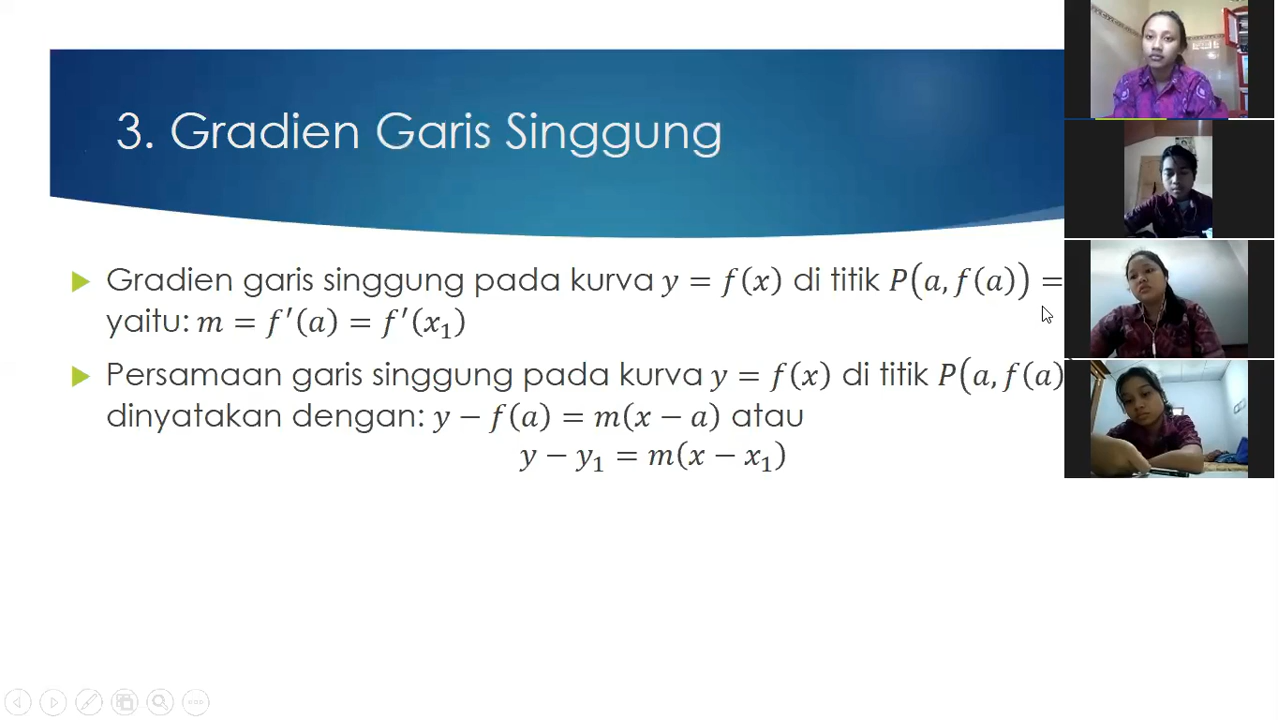 3. Gradien Garis Singgung
Gradien garis singgung pada kurva y = f(x) di titik P(a, f(a)) =
yaitu: m = f′(a) = f′(x₁)
Persamaan garis singgung pada kurva y = f(x) di titik P(a, f(a)
dinyatakan dengan: y − f(a) = m(x − a) atau
y − y₁ = m(x − x₁)